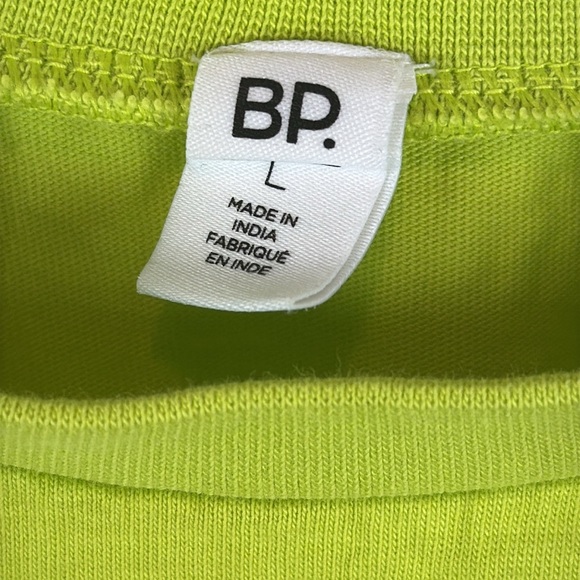 BP.
L
MADE IN
INDIA
FABRIQUÉ
EN INDE